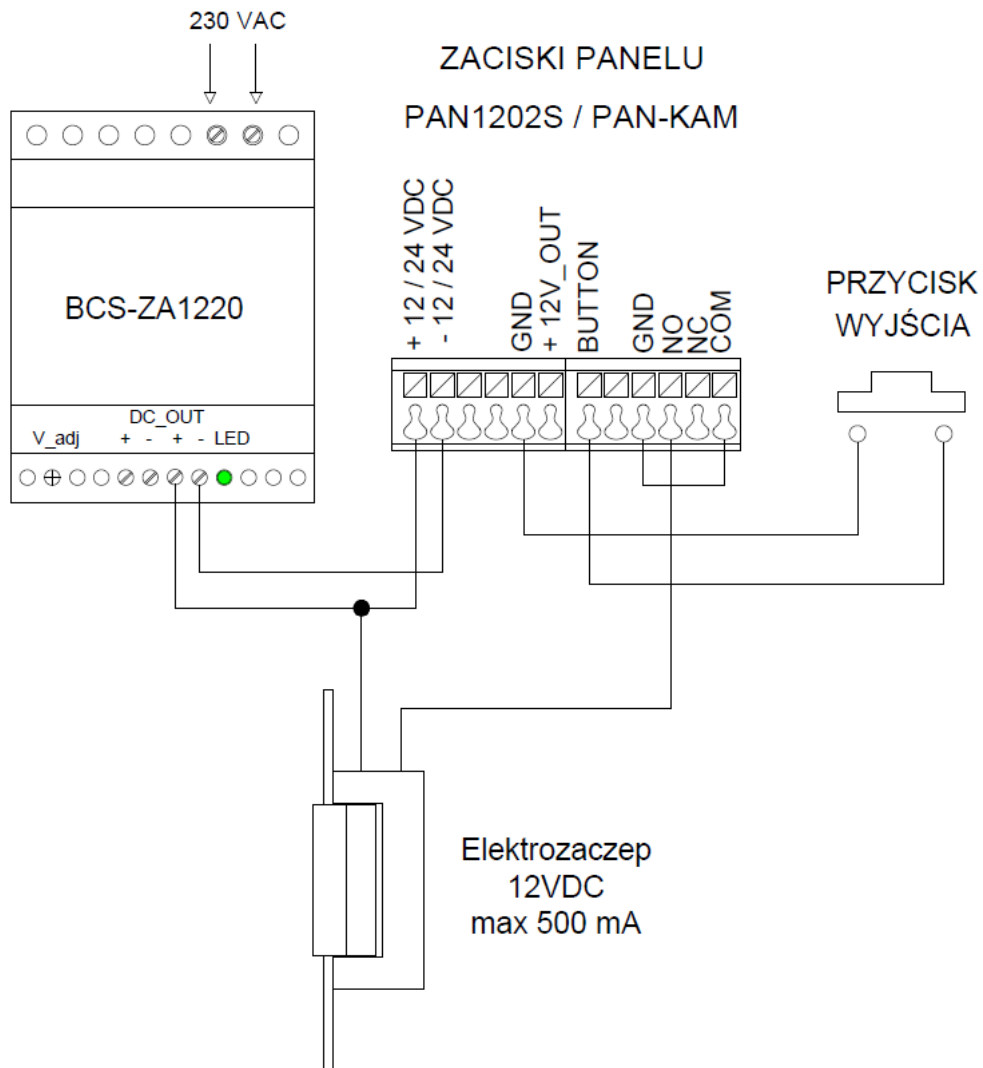 230 VAC
ZACISKI PANELU
PAN1202S / PAN-KAM
BCS-ZA1220
DC_OUT
V_adj + - + - LED
+ 12 / 24 VDC
- 12 / 24 VDC
GND
+ 12V_OUT
BUTTON
GND
NO
NC
COM
PRZYCISK
WYJŚCIA
Elektrozaczep
12VDC
max 500 mA